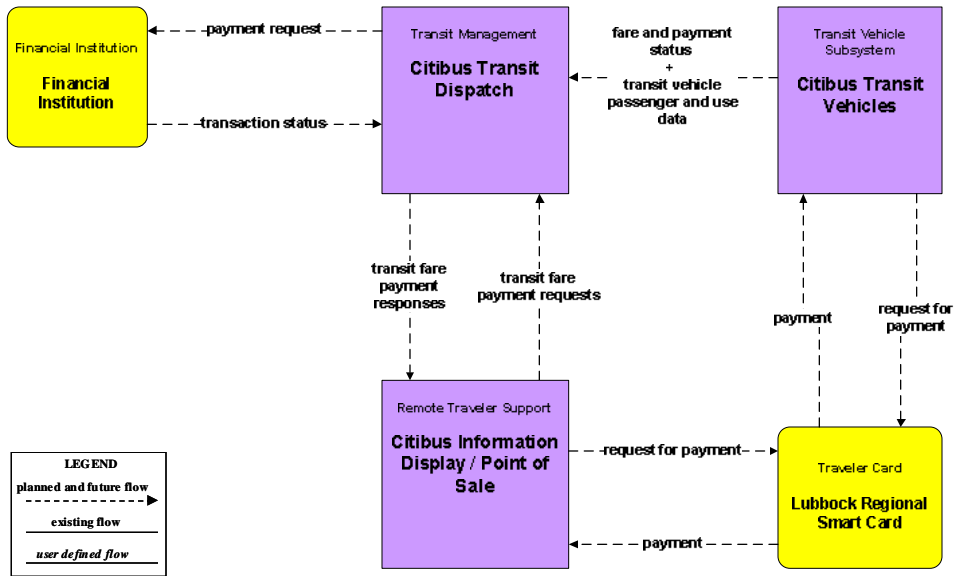 Financial Institution
Financial
Institution
payment request
transaction status
Transit Management
Citibus Transit
Dispatch
fare and payment
status
+
transit vehicle
passenger and use
data
Transit Vehicle
Subsystem
Citibus Transit
Vehicles
transit fare
payment
responses
transit fare
payment requests
payment
request for
payment
Remote Traveler Support
Citibus Information
Display / Point of
Sale
request for payment
payment
Traveler Card
Lubbock Regional
Smart Card
LEGEND
planned and future flow
existing flow
user defined flow